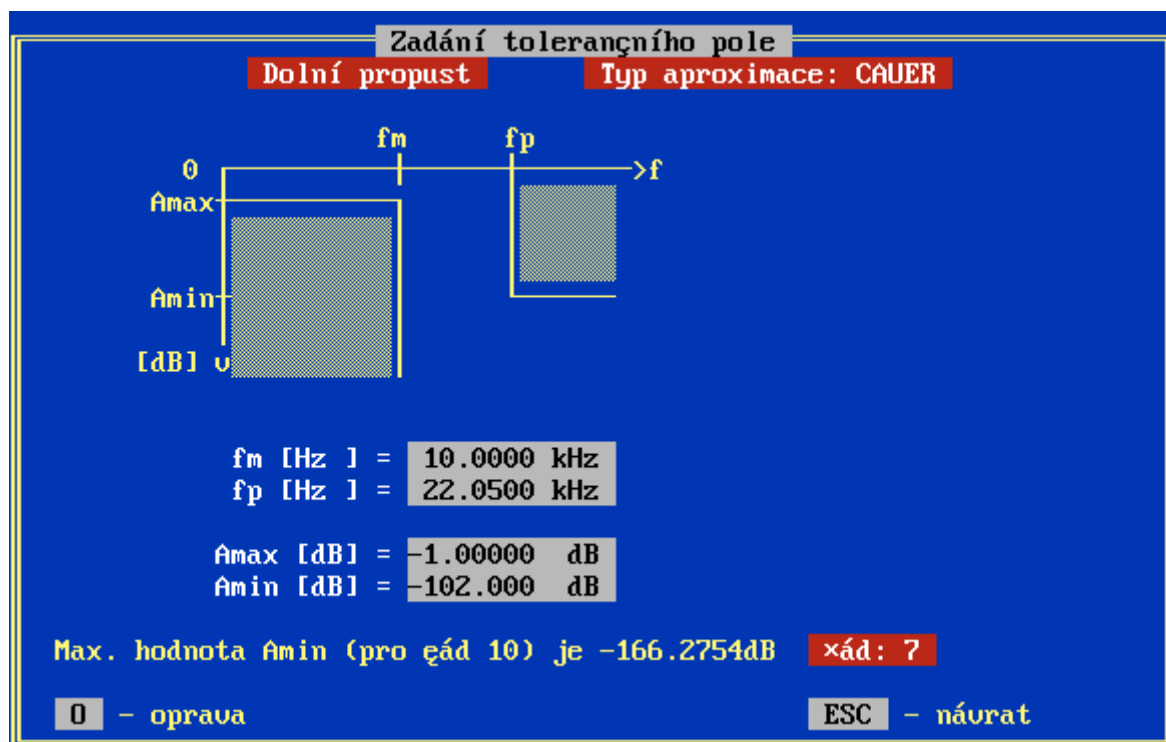 Zadání tolerançního pole
Dolní propust Typ aproximace: CAUER
fm fp
0 >f
Amax
Amin
[dB] v
fm [Hz ] = 10.0000 kHz
fp [Hz ] = 22.0500 kHz
Amax [dB] = -1.00000 dB
Amin [dB] = -102.000 dB
Max. hodnota Amin (pro ęád 10) je -166.2754dB ×ád: 7
O - oprava ESC - návrat